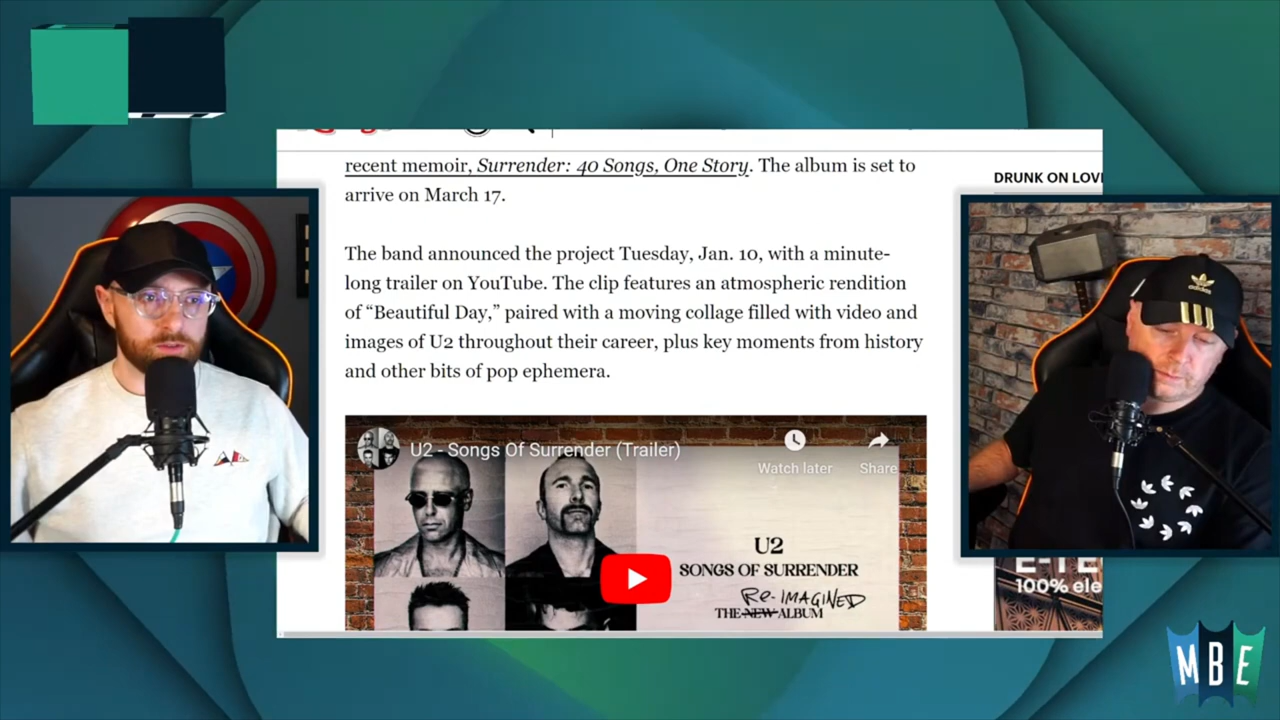 recent memoir, Surrender: 40 Songs, One Story. The album is set to
arrive on March 17.
DRUNK ON LOV
The band announced the project Tuesday, Jan. 10, with a minute-
long trailer on YouTube. The clip features an atmospheric rendition
of “Beautiful Day,” paired with a moving collage filled with video and
images of U2 throughout their career, plus key moments from history
and other bits of pop ephemera.
U2 - Songs Of Surrender (Trailer)
Watch later
Share
U2
SONGS OF SURRENDER
Re-IMAGINED
THE NEW ALBUM
E-TE
100% ele
MBE